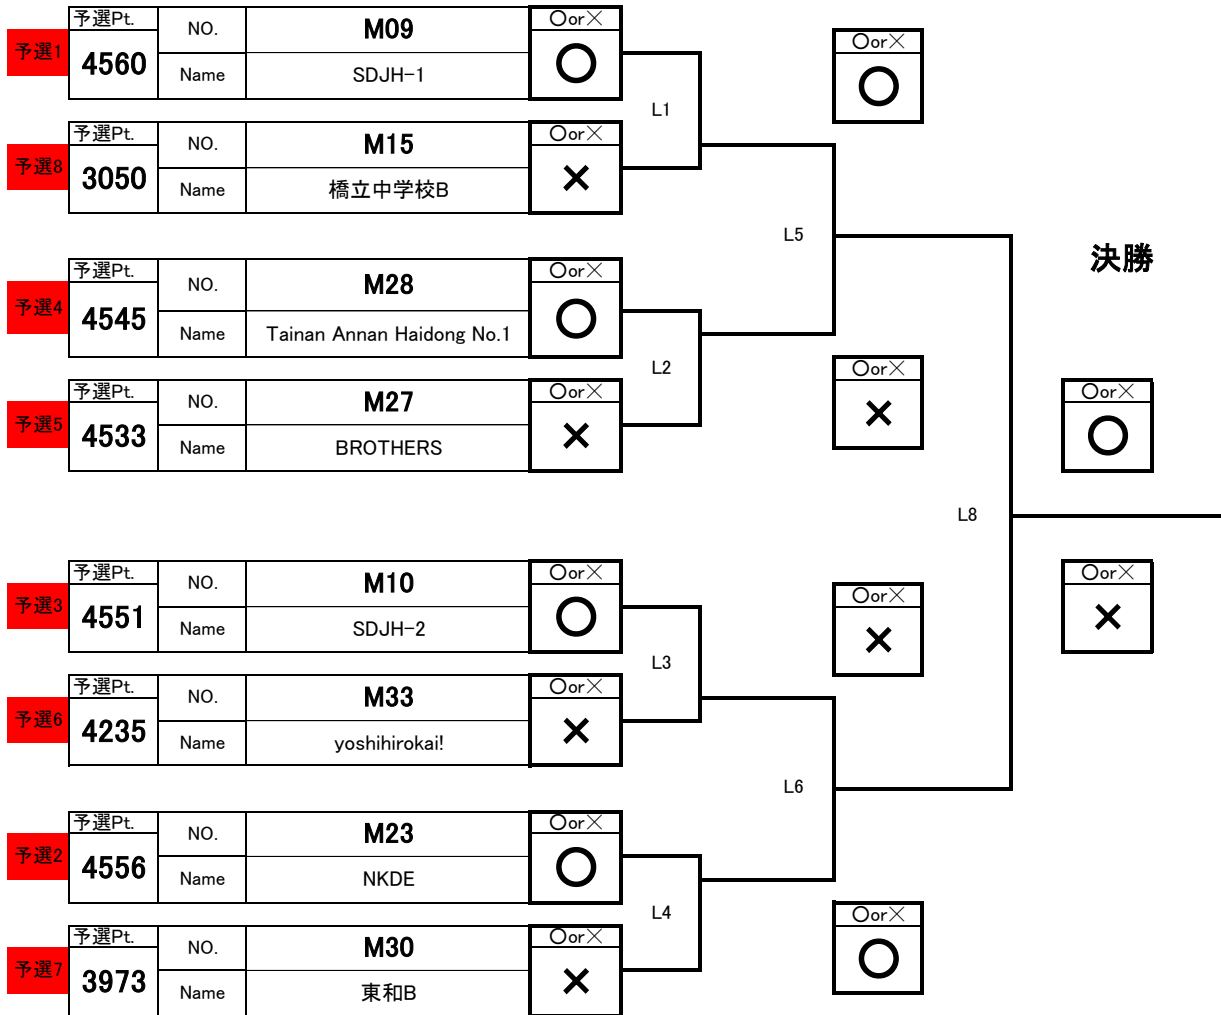 予選1
予選Pt.
4560
NO.
M09
Name
SDJH-1
〇or×
〇
予選8
予選Pt.
3050
NO.
M15
Name
橋立中学校B
〇or×
×
L1
〇or×
〇
予選4
予選Pt.
4545
NO.
M28
Name
Tainan Annan Haidong No.1
〇or×
〇
予選5
予選Pt.
4533
NO.
M27
Name
BROTHERS
〇or×
×
L2
〇or×
×
L5
決勝
〇or×
〇
L8
〇or×
×
予選3
予選Pt.
4551
NO.
M10
Name
SDJH-2
〇or×
〇
予選6
予選Pt.
4235
NO.
M33
Name
yoshihirokai!
〇or×
×
L3
〇or×
×
L6
予選2
予選Pt.
4556
NO.
M23
Name
NKDE
〇or×
〇
予選7
予選Pt.
3973
NO.
M30
Name
東和B
〇or×
×
L4
〇or×
〇